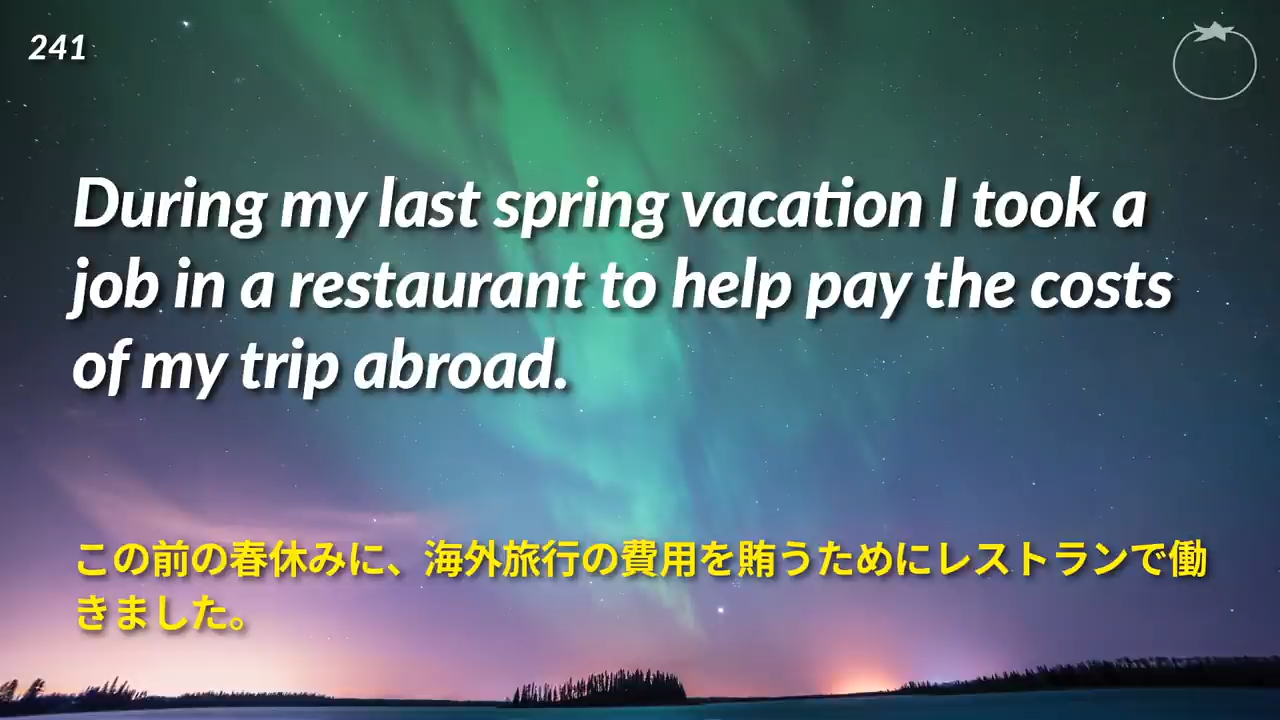 241
During my last spring vacation I took a
job in a restaurant to help pay the costs
of my trip abroad.
この前の春休みに、海外旅行の費用を賄うためにレストランで働
きました。